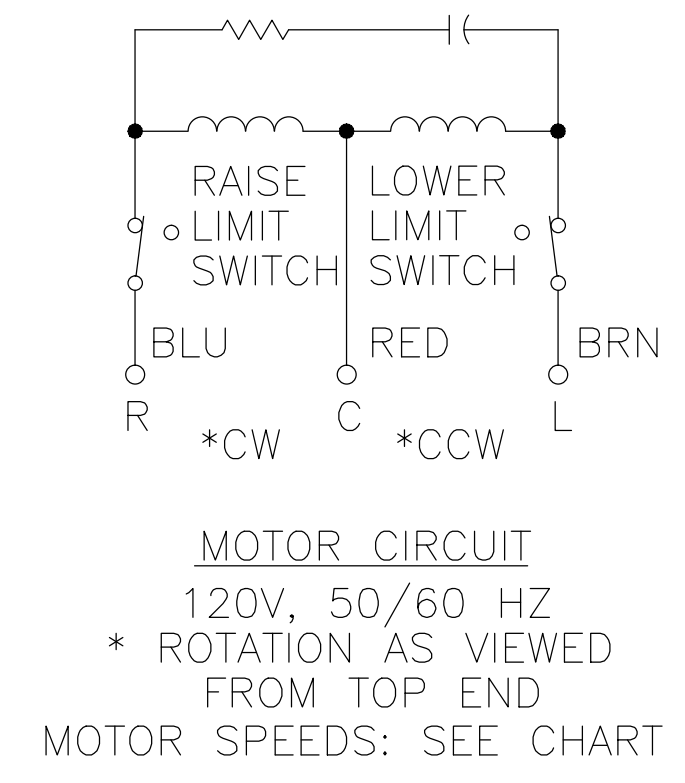 RAISE
LIMIT
SWITCH
LOWER
LIMIT
SWITCH
BLU
RED
BRN
R
C
L
*CW
*CCW
MOTOR CIRCUIT
120V, 50/60 HZ
* ROTATION AS VIEWED
FROM TOP END
MOTOR SPEEDS: SEE CHART